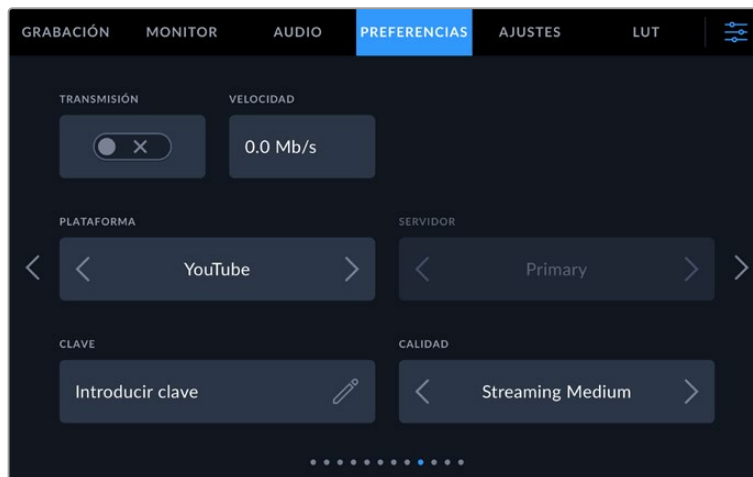 GRABACIÓN MONITOR AUDIO PREFERENCIAS AJUSTES LUT
TRANSMISIÓN VELOCIDAD
0.0 Mb/s
PLATAFORMA SERVIDOR
YouTube Primary
CLAVE CALIDAD
Introducir clave Streaming Medium